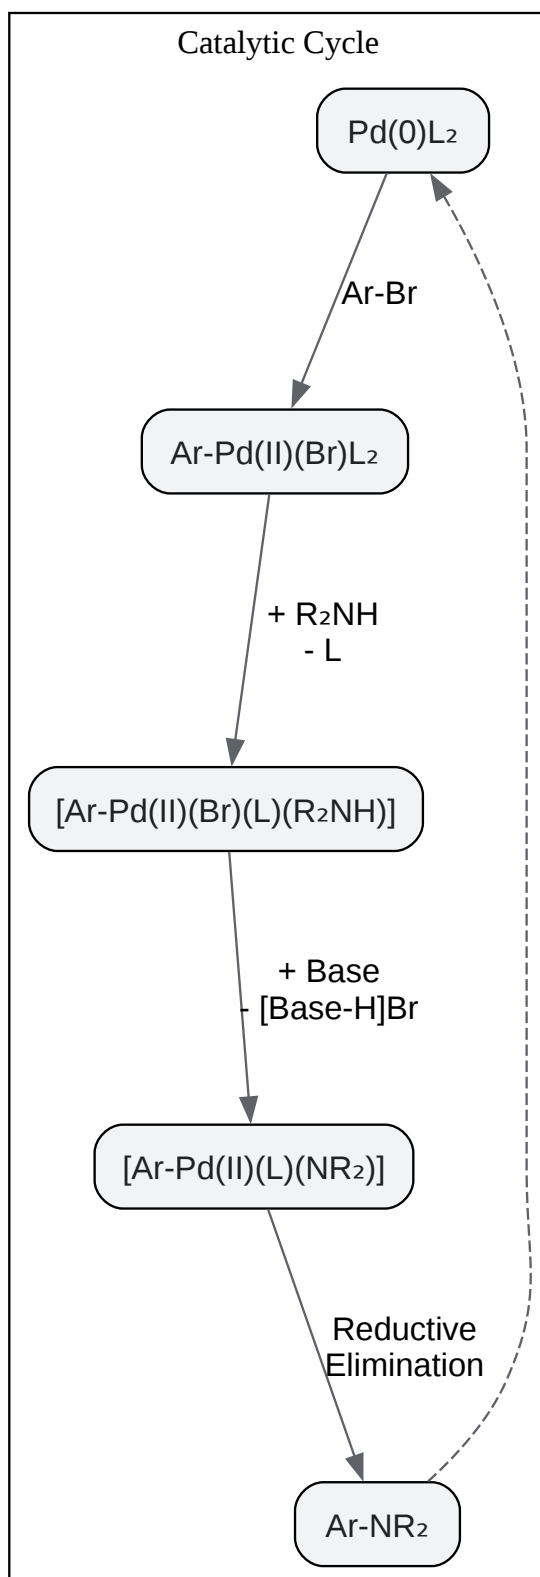 Catalytic Cycle
Pd(0)L₂
Ar-Br
Ar-Pd(II)(Br)L₂
+ R₂NH
- L
[Ar-Pd(II)(Br)(L)(R₂NH)]
+ Base
- [Base-H]Br
[Ar-Pd(II)(L)(NR₂)]
Reductive
Elimination
Ar-NR₂